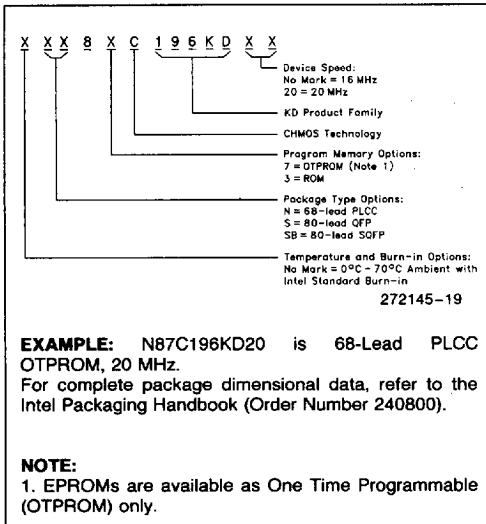 X X X 8 X C 1 9 6 K D X X
Device Speed:
No Mark = 16 MHz
20 = 20 MHz
KD Product Family
CHMOS Technology
Program Memory Options:
7 = OTPROM (Note 1)
3 = ROM
Package Type Options:
N = 68-lead PLCC
S = 80-lead QFP
SB = 80-lead SQFP
Temperature and Burn-in Options:
No Mark = 0°C - 70°C Ambient with
Intel Standard Burn-in
272145-19
EXAMPLE: N87C196KD20 is 68-Lead PLCC
OTPROM, 20 MHz.
For complete package dimensional data, refer to the
Intel Packaging Handbook (Order Number 240800).
NOTE:
1. EPROMs are available as One Time Programmable
(OTPROM) only.